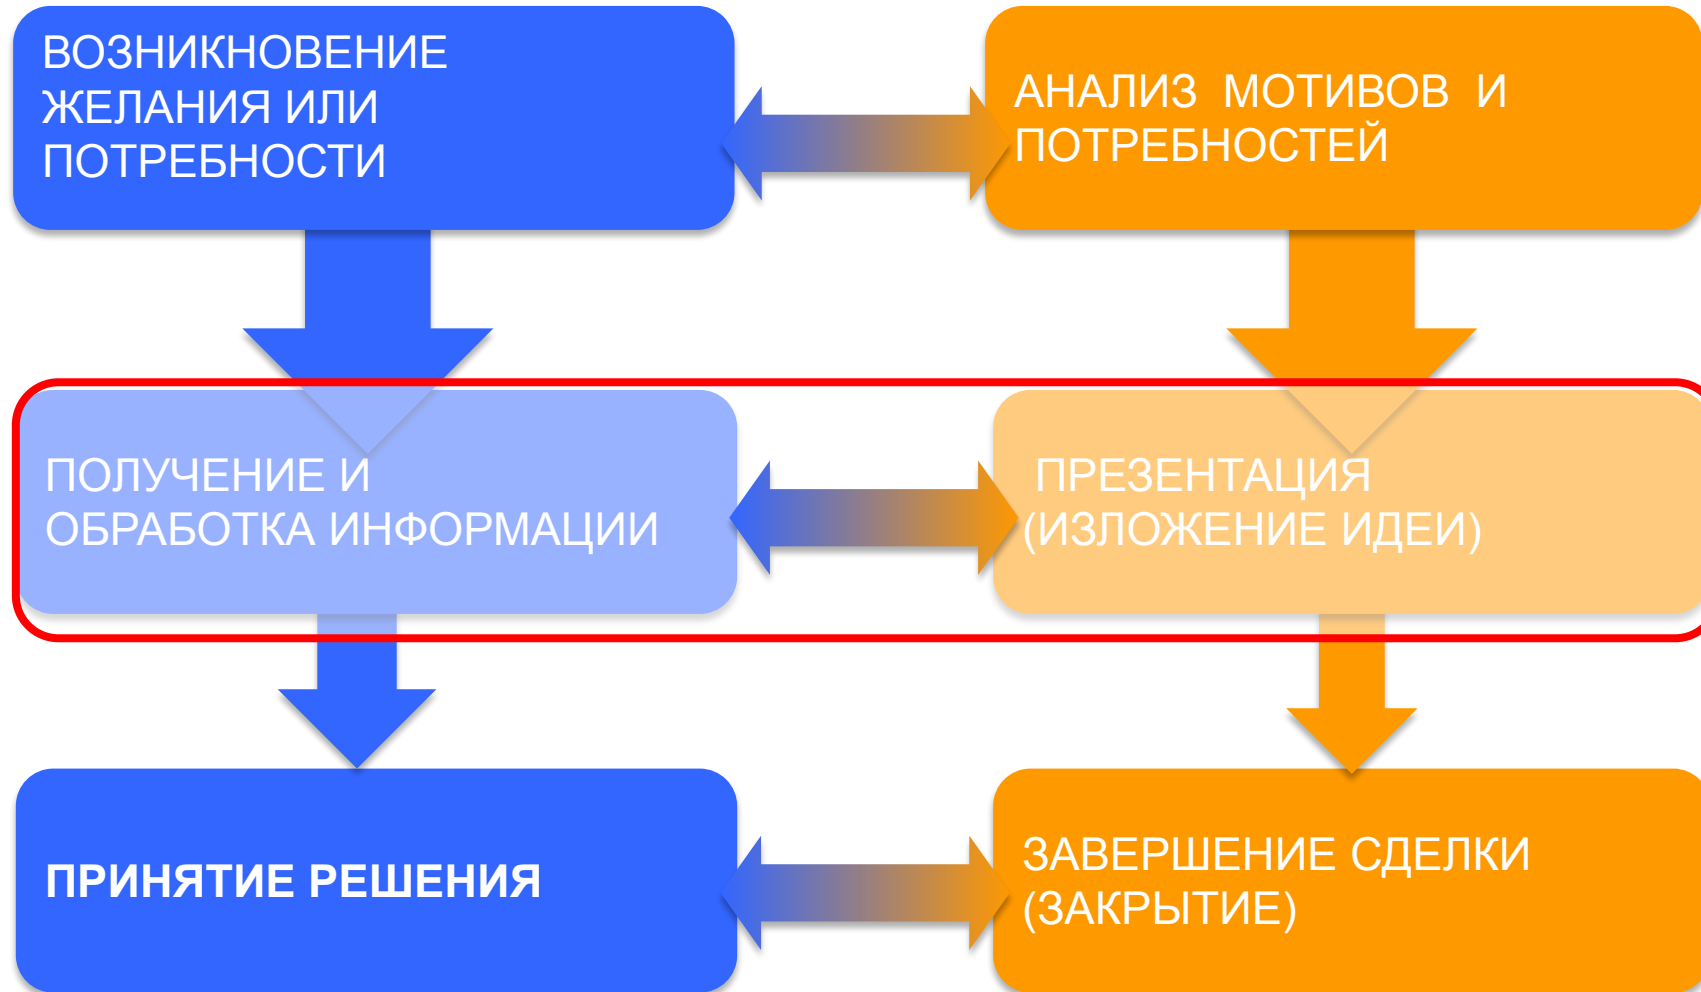 ВОЗНИКНОВЕНИЕ
ЖЕЛАНИЯ ИЛИ
ПОТРЕБНОСТИ
АНАЛИЗ МОТИВОВ И
ПОТРЕБНОСТЕЙ
ПОЛУЧЕНИЕ И
ОБРАБОТКА ИНФОРМАЦИИ
ПРЕЗЕНТАЦИЯ
(ИЗЛОЖЕНИЕ ИДЕИ)
ПРИНЯТИЕ РЕШЕНИЯ
ЗАВЕРШЕНИЕ СДЕЛКИ
(ЗАКРЫТИЕ)